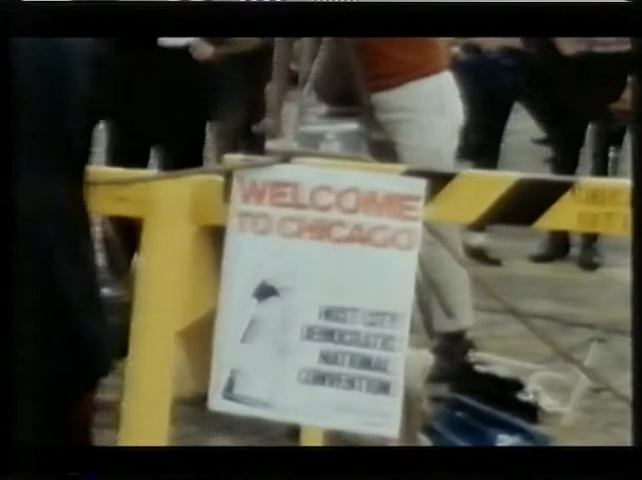 WELCOME
TO CHICAGO
HOST CITY
DEMOCRATIC
NATIONAL
CONVENTION